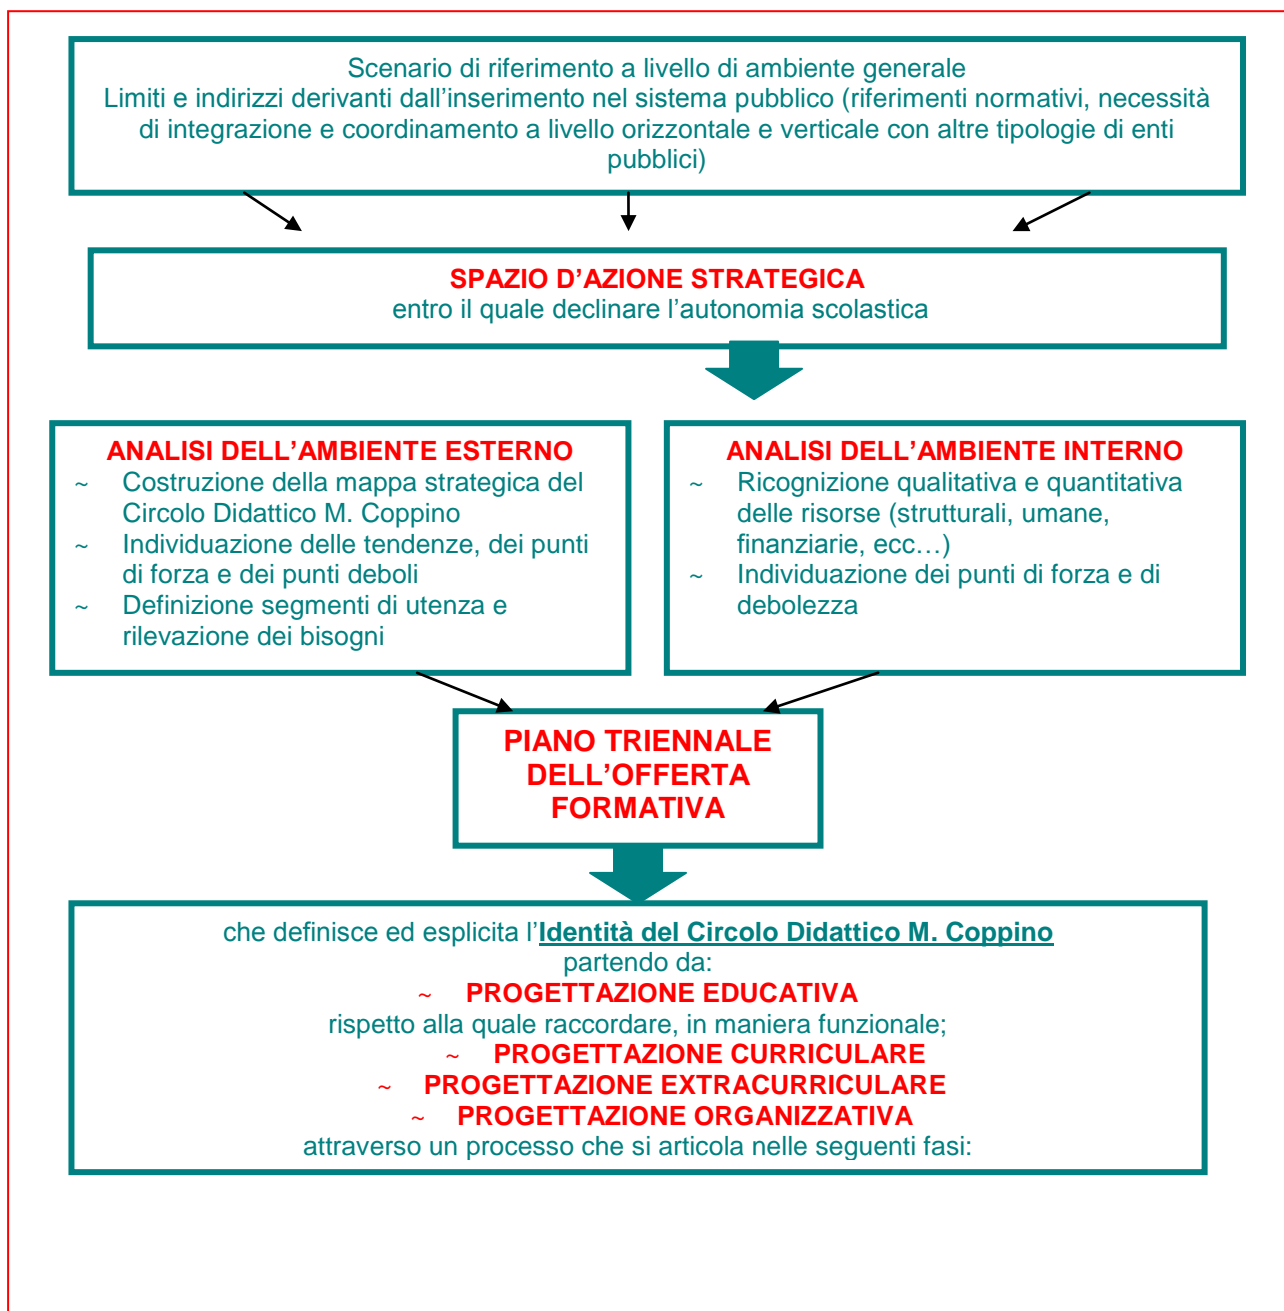 Scenario di riferimento a livello di ambiente generale
Limiti e indirizzi derivanti dall’inserimento nel sistema pubblico (riferimenti normativi, necessità
di integrazione e coordinamento a livello orizzontale e verticale con altre tipologie di enti
pubblici)
SPAZIO D’AZIONE STRATEGICA
entro il quale declinare l’autonomia scolastica
ANALISI DELL’AMBIENTE ESTERNO
~ Costruzione della mappa strategica del
Circolo Didattico M. Coppino
~ Individuazione delle tendenze, dei punti
di forza e dei punti deboli
~ Definizione segmenti di utenza e
rilevazione dei bisogni
ANALISI DELL’AMBIENTE INTERNO
~ Ricognizione qualitativa e quantitativa
delle risorse (strutturali, umane,
finanziarie, ecc…)
~ Individuazione dei punti di forza e di
debolezza
PIANO TRIENNALE
DELL’OFFERTA
FORMATIVA
che definisce ed esplicita l’Identità del Circolo Didattico M. Coppino
partendo da:
~ PROGETTAZIONE EDUCATIVA
rispetto alla quale raccordare, in maniera funzionale;
~ PROGETTAZIONE CURRICULARE
~ PROGETTAZIONE EXTRACURRICULARE
~ PROGETTAZIONE ORGANIZZATIVA
attraverso un processo che si articola nelle seguenti fasi: